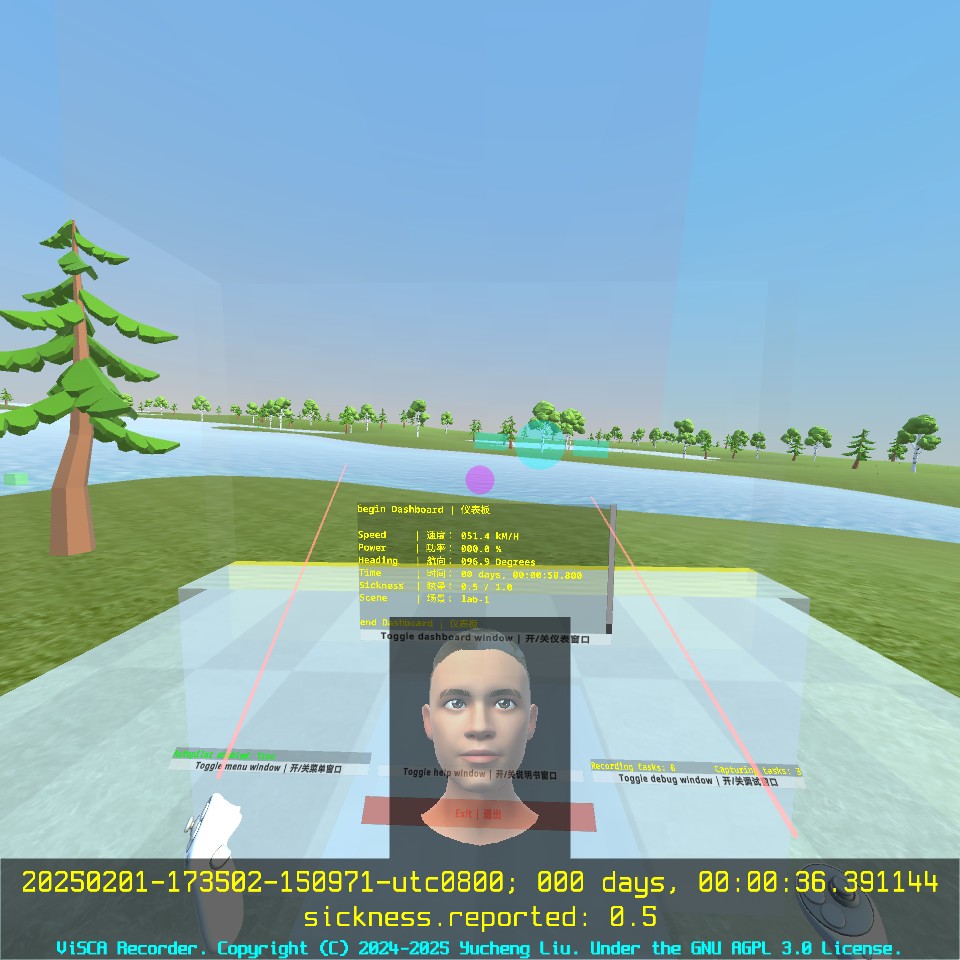 begin Dashboard | 仪表板
Speed | 速度： 051.4 kM/H
Power | 功率： 000.0 %
Heading | 航向： 096.9 Degrees
Time | 时间： 00 days, 00:00:50.800
Sickness | 眩晕： 0.5 / 1.0
Scene | 场景： lab-1
end Dashboard | 仪表板
Toggle dashboard window | 开/关仪表窗口
Toggle menu window | 开/关菜单窗口
Toggle help window | 开/关说明书窗口
Recording tasks: 6 Capturing tasks: 3
Toggle debug window | 开/关调试窗口
Exit | 退出
20250201-173502-150971-utc0800; 000 days, 00:00:36.391144
sickness.reported: 0.5
ViSCA Recorder. Copyright (C) 2024-2025 Yucheng Liu. Under the GNU AGPL 3.0 License.